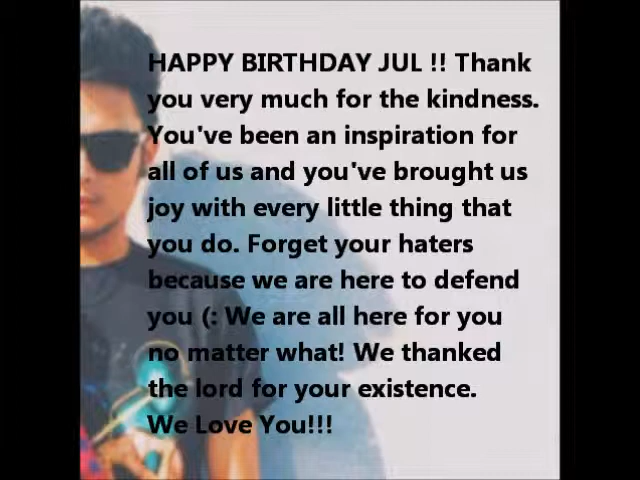 HAPPY BIRTHDAY JUL !! Thank
you very much for the kindness.
You've been an inspiration for
all of us and you've brought us
joy with every little thing that
you do. Forget your haters
because we are here to defend
you (: We are all here for you
no matter what! We thanked
the lord for your existence.
We Love You!!!